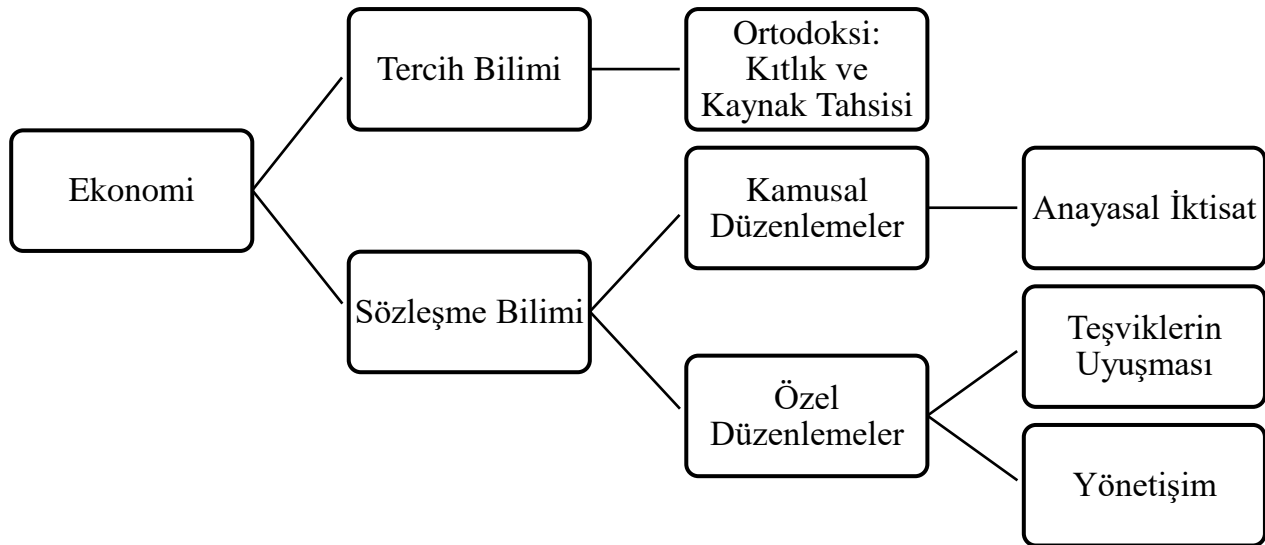 Ekonomi
Tercih Bilimi
Ortodoksi:
Kıtlık ve
Kaynak Tahsisi
Sözleşme Bilimi
Kamusal
Düzenlemeler
Anayasal İktisat
Özel
Düzenlemeler
Teşviklerin
Uyuşması
Yönetişim